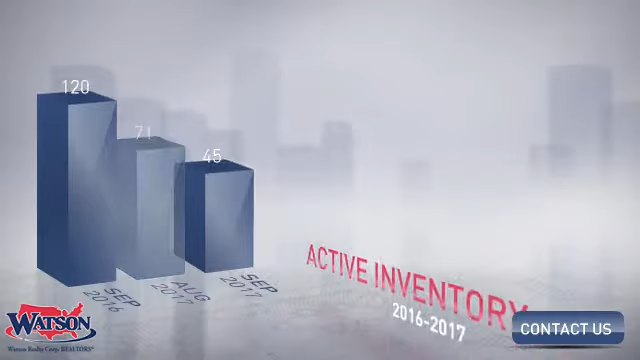 120
71
45
SEP
2016
AUG
2017
SEP
2017
ACTIVE INVENTORY
2016-2017
WATSON
Watson Realty Corp. REALTORS®
CONTACT US